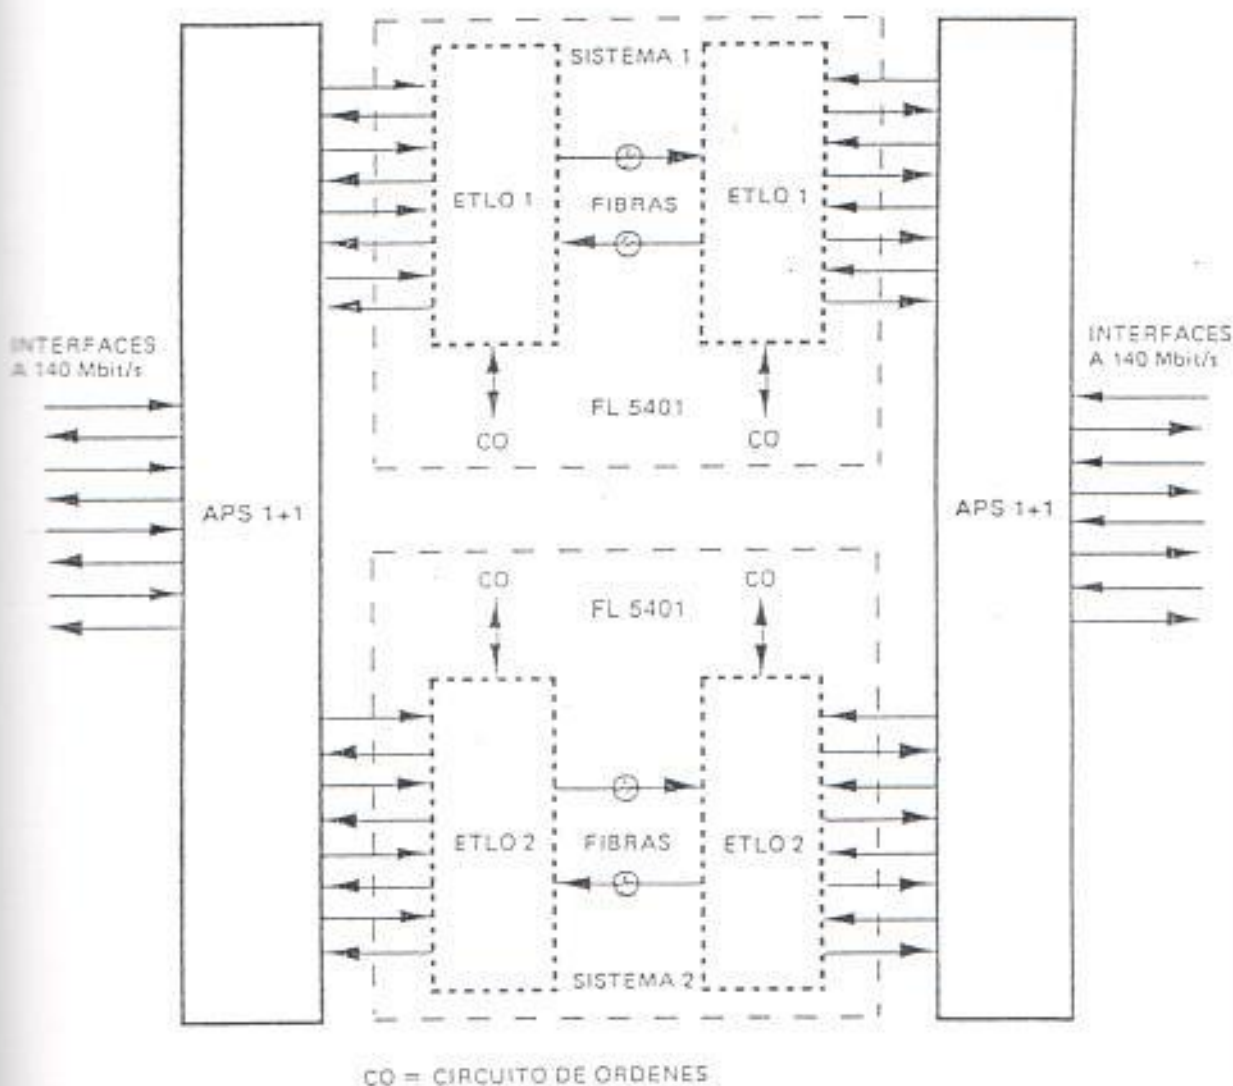 SISTEMA 1
ETLO 1
FIBRAS
ETLO 1
INTERFACES
A 140 Mbit/s
INTERFACES
A 140 Mbit/s
FL 5401
CO
CO
APS 1+1
APS 1+1
CO
CO
FL 5401
ETLO 2
FIBRAS
ETLO 2
SISTEMA 2
CO = CIRCUITO DE ORDENES